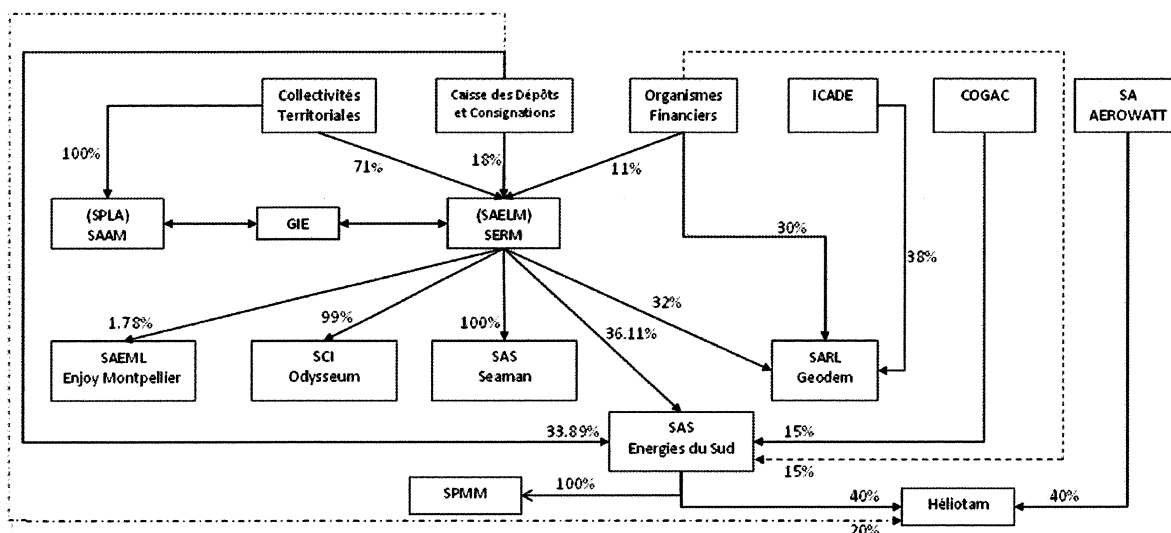 Collectivités
Territoriales
Caisse des Dépôts
et Consignations
Organismes
Financiers
ICADE
COGAC
SA
AEROWATT
100%
71%
18%
11%
(SPLA)
SAAM
GIE
(SAELM)
SERM
30%
38%
1.78%
99%
100%
36.11%
32%
SAEML
Enjoy Montpellier
SCI
Odysseum
SAS
Seaman
SARL
Geodem
33.89%
SAS
Energies du Sud
15%
15%
SPMM
100%
40%
Héliotam
40%
20%